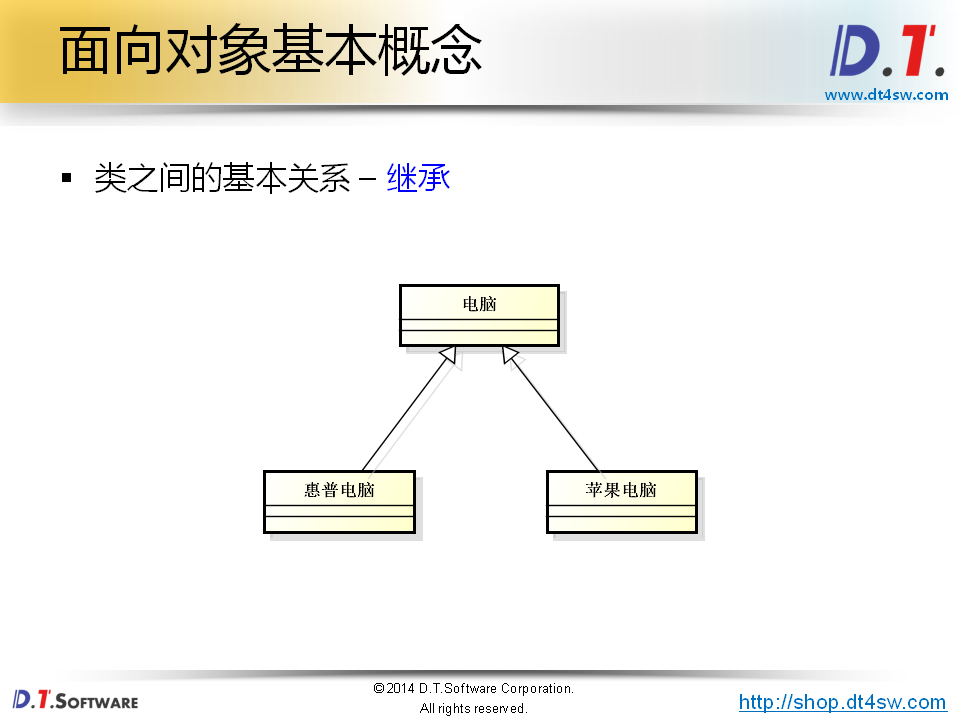 面向对象基本概念
D.T.
www.dt4sw.com
▪ 类之间的基本关系 – 继承
电脑
惠普电脑
苹果电脑
D.T.SOFTWARE
©2014 D.T.Software Corporation.
All rights reserved.
http://shop.dt4sw.com